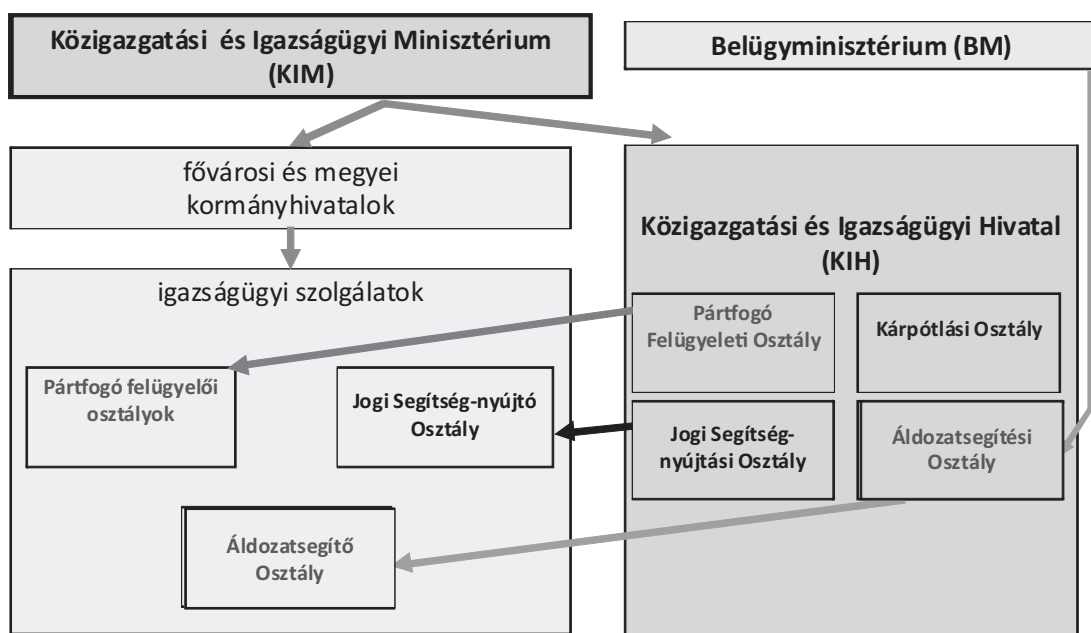 Közigazgatási és Igazságügyi Minisztérium
(KIM)
Belügyminisztérium (BM)
fővárosi és megyei
kormányhivatalok
igazságügyi szolgálatok
Pártfogó felügyelői
osztályok
Jogi Segítség-nyújtó
Osztály
Áldozatsegítő
Osztály
Közigazgatási és Igazságügyi Hivatal
(KIH)
Pártfogó
Felügyeleti Osztály
Kárpótlási Osztály
Jogi Segítség-
nyújtási Osztály
Áldozatsegítési
Osztály